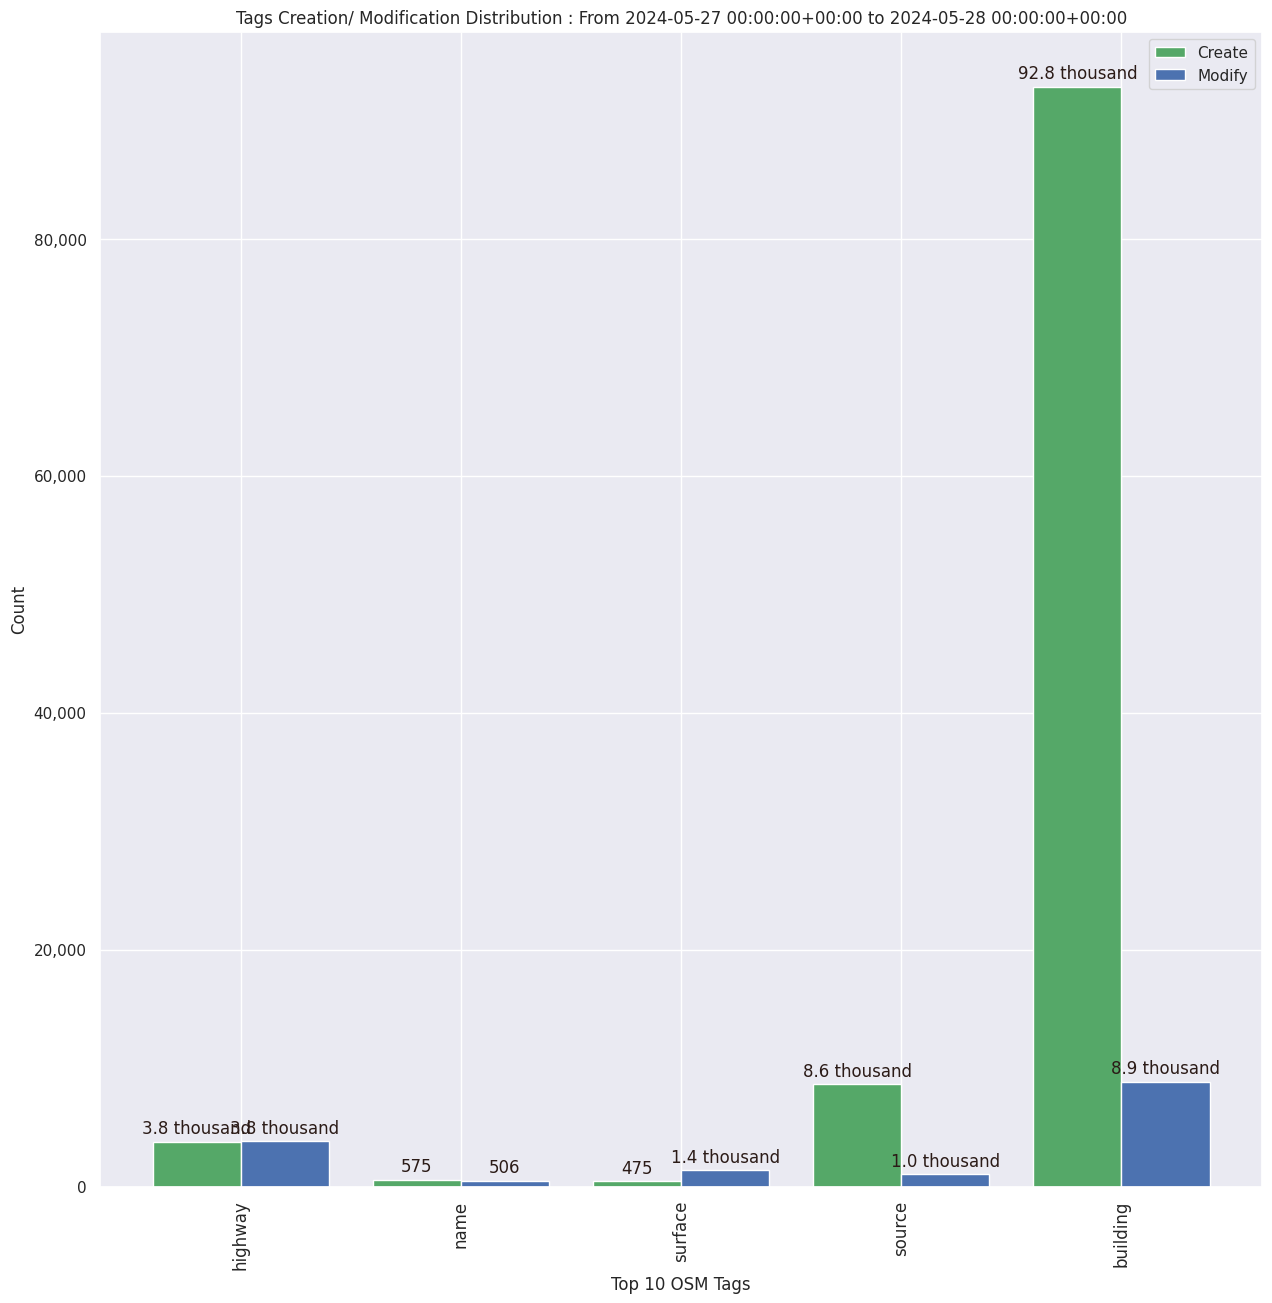 Tags Creation/ Modification Distribution : From 2024-05-27 00:00:00+00:00 to 2024-05-28 00:00:00+00:00
Create
Modify
92.8 thousand
80,000
60,000
Count
40,000
20,000
8.9 thousand
8.6 thousand
3.8 thousand
3.8 thousand
575
506
475
1.4 thousand
1.0 thousand
0
highway
name
surface
source
building
Top 10 OSM Tags